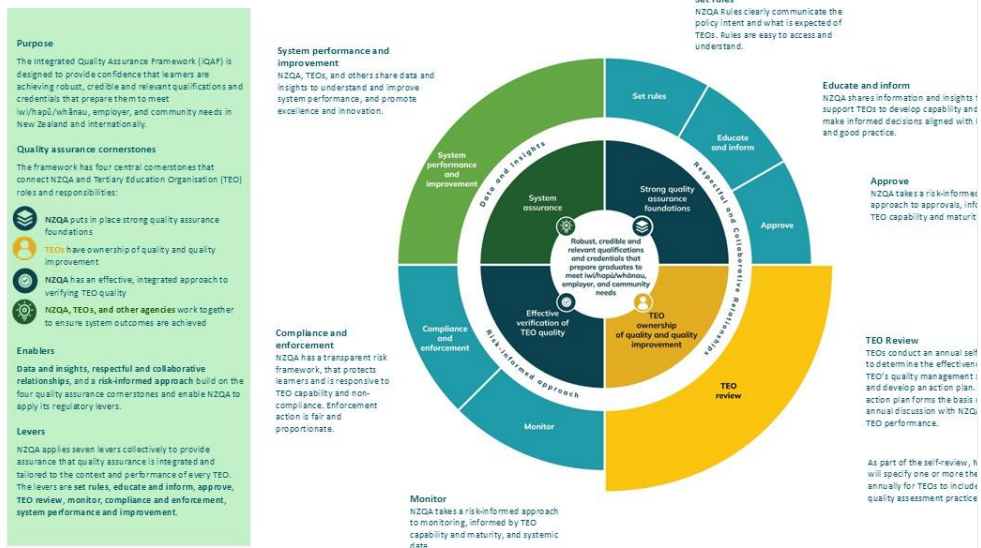 Purpose
The Integrated Quality Assurance Framework (iQAF) is
designed to provide confidence that learners are
achieving robust, credible and relevant qualifications and
credentials that prepare them to meet
iwi/hapū/whānau, employer, and community needs in
New Zealand and internationally.
Quality assurance cornerstones
The framework has four central cornerstones that
connect NZQA and Tertiary Education Organisation (TEO)
roles and responsibilities:
NZQA puts in place strong quality assurance
foundations
TEOs have ownership of quality and quality
improvement
NZQA has an effective, integrated approach to
verifying TEO quality
NZQA, TEOs, and other agencies work together
to ensure system outcomes are achieved
Enablers
Data and insights, respectful and collaborative
relationships, and a risk-informed approach build on the
four quality assurance cornerstones and enable NZQA to
apply its regulatory levers.
Levers
NZQA applies seven levers collectively to provide
assurance that quality assurance is integrated and
tailored to the context and performance of every TEO.
The levers are set rules, educate and inform, approve,
TEO review, monitor, compliance and enforcement,
system performance and improvement.
System performance and
improvement
NZQA, TEOs, and others share data and
insights to understand and improve
system performance, and promote
excellence and innovation.
Compliance and
enforcement
NZQA has a transparent risk
framework, that protects
learners and is responsive to
TEO capability and non-
compliance. Enforcement
action is fair and
proportionate.
Monitor
NZQA takes a risk-informed approach
to monitoring, informed by TEO
capability and maturity, and systemic
data.
System
performance
and
improvement
Set rules
Educate
and inform
Approve
TEO
review
Monitor
Compliance
and
enforcement
Data and Insights
Respectful and Collaborative Relationships
Risk-informed approach
System
assurance
Strong quality
assurance
foundations
Effective
verification of
TEO quality
TEO
ownership
of quality and quality
improvement
Robust, credible and
relevant qualifications
and credentials that
prepare graduates to
meet iwi/hapū/whānau,
employer, and community
needs
Set rules
NZQA Rules clearly communicate the
policy intent and what is expected of
TEOs. Rules are easy to access and
understand.
Educate and inform
NZQA shares information and insights
support TEOs to develop capability and
make informed decisions aligned with
and good practice.
Approve
NZQA takes a risk-informed
approach to approvals,
TEO capability and
TEO Review
TEOs conduct an annual
to determine the
TEO's quality management
and develop an action plan.
action plan forms the basis
annual discussion with
TEO performance.
As part of the self-review,
will specify one or more
annually for TEOs to include
quality assessment practice